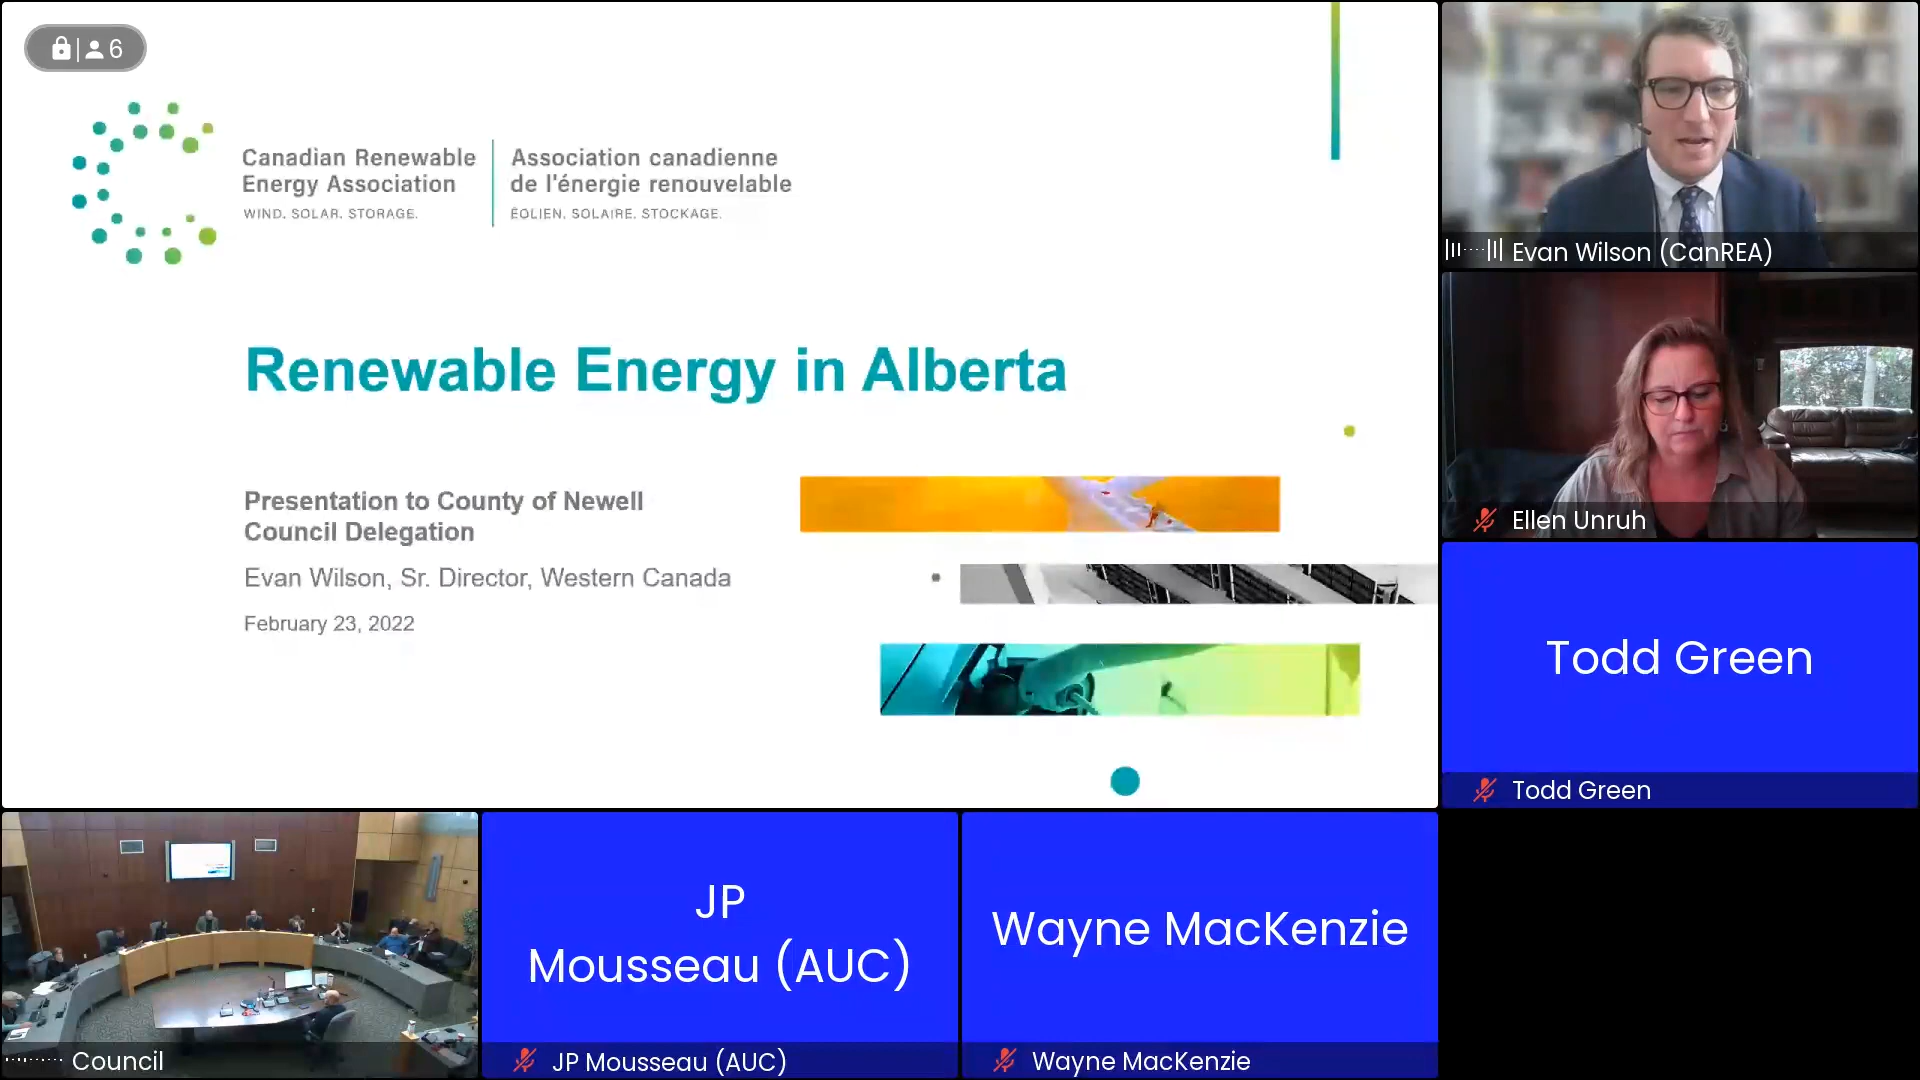 6
Canadian Renewable
Energy Association
WIND. SOLAR. STORAGE.
Association canadienne
de l'énergie renouvelable
ÉOLIEN. SOLAIRE. STOCKAGE.
Renewable Energy in Alberta
Presentation to County of Newell
Council Delegation
Evan Wilson, Sr. Director, Western Canada
February 23, 2022
Evan Wilson (CanREA)
Ellen Unruh
Todd Green
Todd Green
Council
JP
Mousseau (AUC)
JP Mousseau (AUC)
Wayne MacKenzie
Wayne MacKenzie